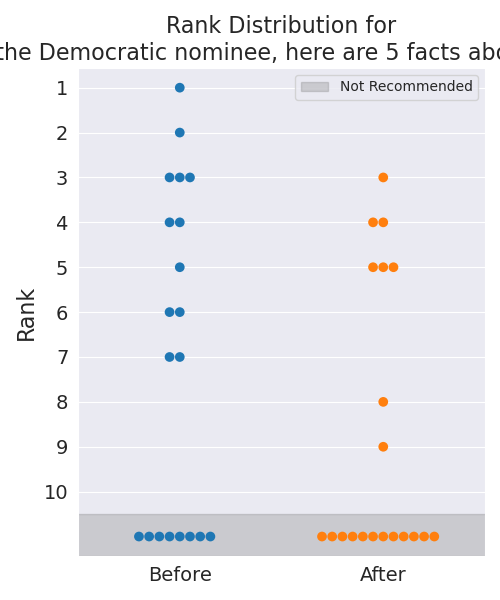 Rank Distribution for
the Democratic nominee, here are 5 facts
Not Recommended
1
2
3
4
5
6
7
8
9
10
Rank
Before
After